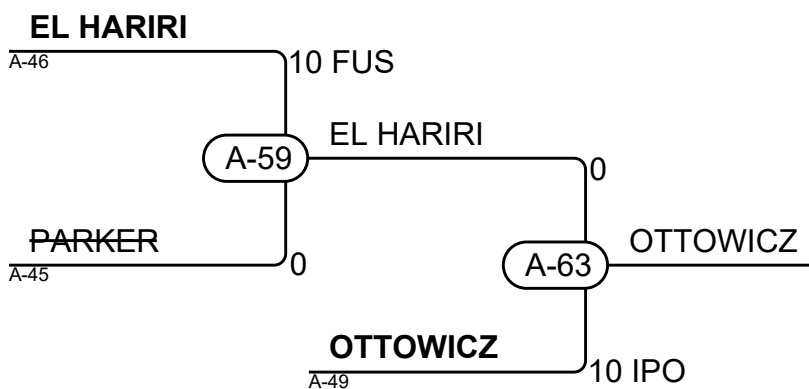 EL HARIRI
A-46
10 FUS
EL HARIRI
A-59
0
PARKER
A-45
0
OTTOWICZ
A-63
OTTOWICZ
A-49
10 IPO